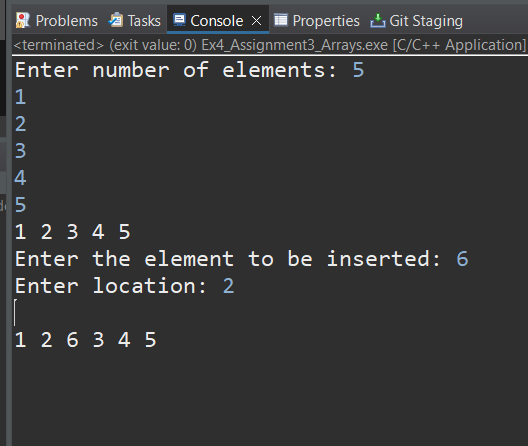 Problems Tasks Console Properties Git Staging
<terminated> (exit value: 0) Ex4_Assignment3_Arrays.exe [C/C++ Application]
Enter number of elements: 5
1
2
3
4
5
1 2 3 4 5
Enter the element to be inserted: 6
Enter location: 2
1 2 6 3 4 5